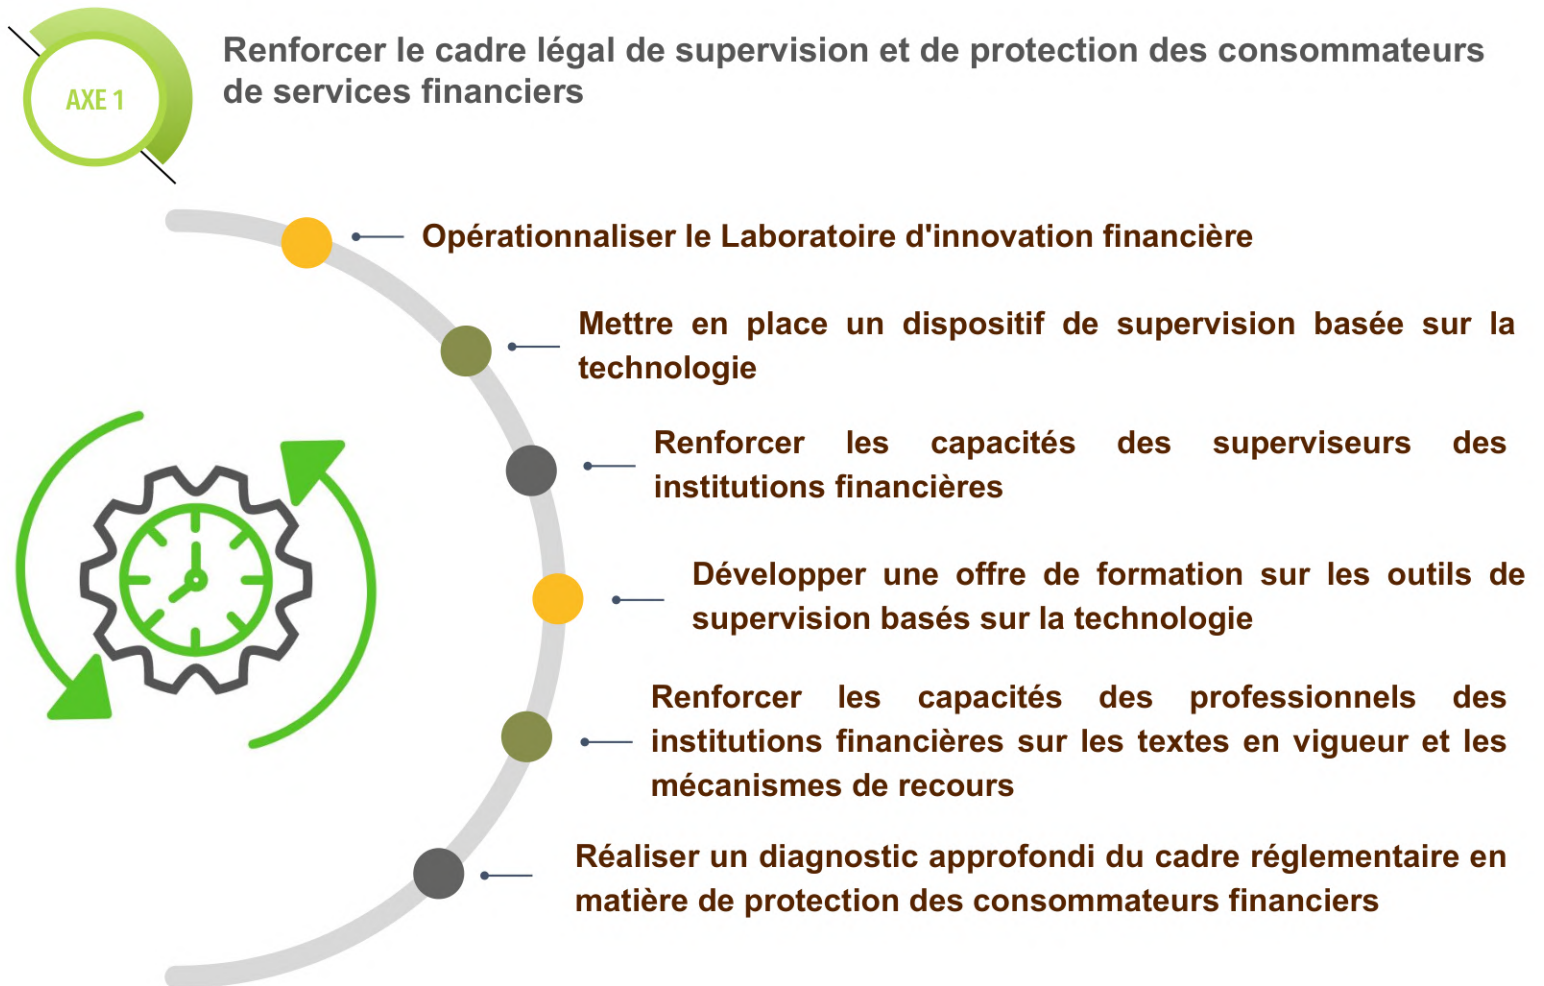 AXE 1
Renforcer le cadre légal de supervision et de protection des consommateurs
de services financiers
Opérationnaliser le Laboratoire d'innovation financière
Mettre en place un dispositif de supervision basée sur la
technologie
Renforcer les capacités des superviseurs des
institutions financières
Développer une offre de formation sur les outils de
supervision basés sur la technologie
Renforcer les capacités des professionnels des
institutions financières sur les textes en vigueur et les
mécanismes de recours
Réaliser un diagnostic approfondi du cadre réglementaire en
matière de protection des consommateurs financiers